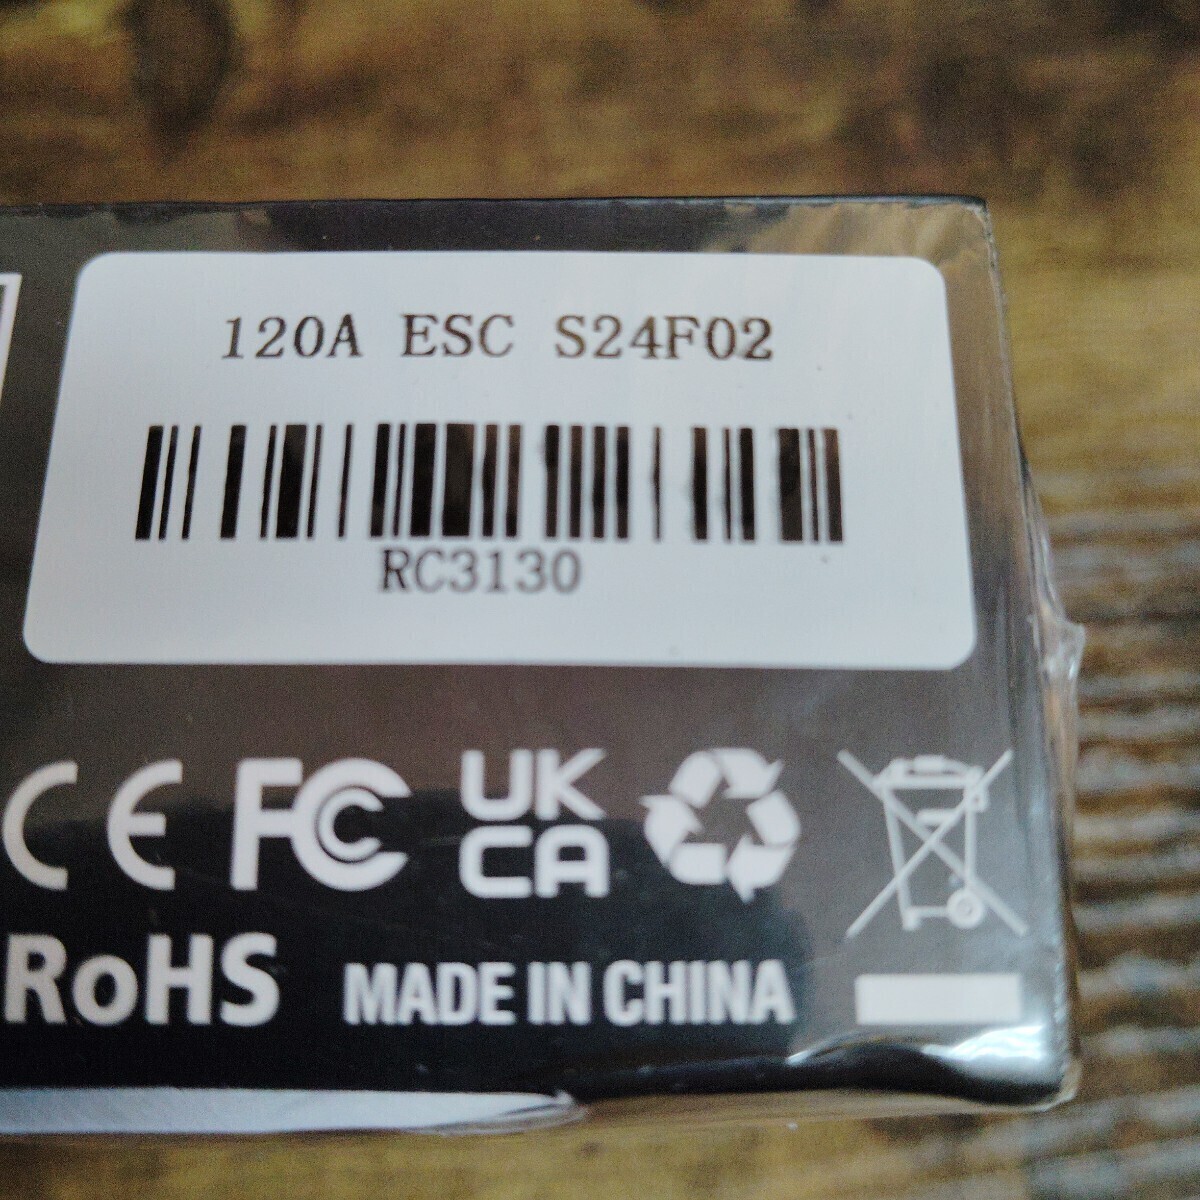 120A ESC S24F02
RC3130
CE FC UK CA
RoHS MADE IN CHINA